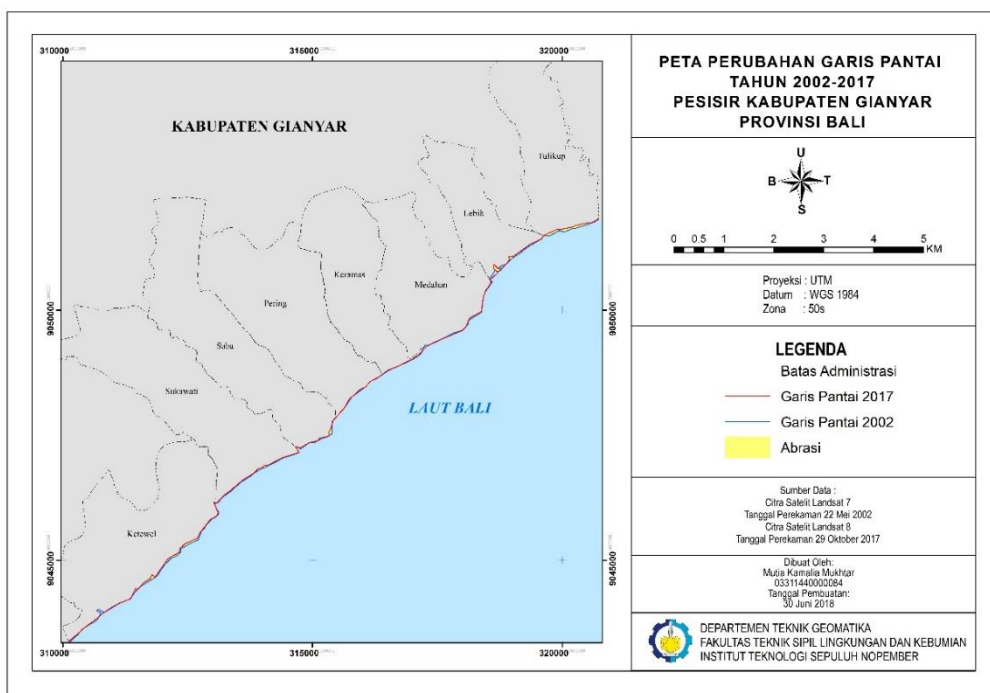 310000
315000
320000
KABUPATEN GIANYAR
Tulikup
Lebih
Keramas
Medahan
Pering
Saba
Sukawati
Ketewel
LAUT BALI
9050000
9050000
9045000
9045000
310000
315000
320000
PETA PERUBAHAN GARIS PANTAI
TAHUN 2002-2017
PESISIR KABUPATEN GIANYAR
PROVINSI BALI
U
B T
S
0 0.5 1 2 3 4 5
KM
Proyeksi : UTM
Datum : WGS 1984
Zona : 50s
LEGENDA
Batas Administrasi
Garis Pantai 2017
Garis Pantai 2002
Abrasi
Sumber Data :
Citra Satelit Landsat 7
Tanggal Perekaman 22 Mei 2002
Citra Satelit Landsat 8
Tanggal Perekaman 29 Oktober 2017
Dibuat Oleh:
Mutia Kamalia Mukhtar
03311440000084
Tanggal Pembuatan:
30 Juni 2018
DEPARTEMEN TEKNIK GEOMATIKA
FAKULTAS TEKNIK SIPIL LINGKUNGAN DAN KEBUMIAN
INSTITUT TEKNOLOGI SEPULUH NOPEMBER